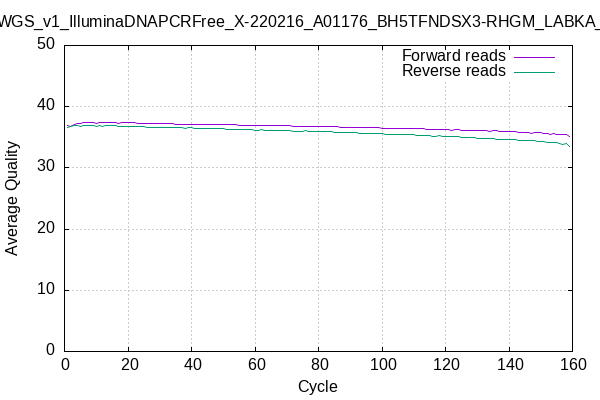 WGS_v1_IlluminaDNAPCRFree_X-220216_A01176_BH5TFNDSX3-RHGM_LABKA_
Forward reads
Reverse reads
50
40
30
20
10
0
Average Quality
0 20 40 60 80 100 120 140 160
Cycle